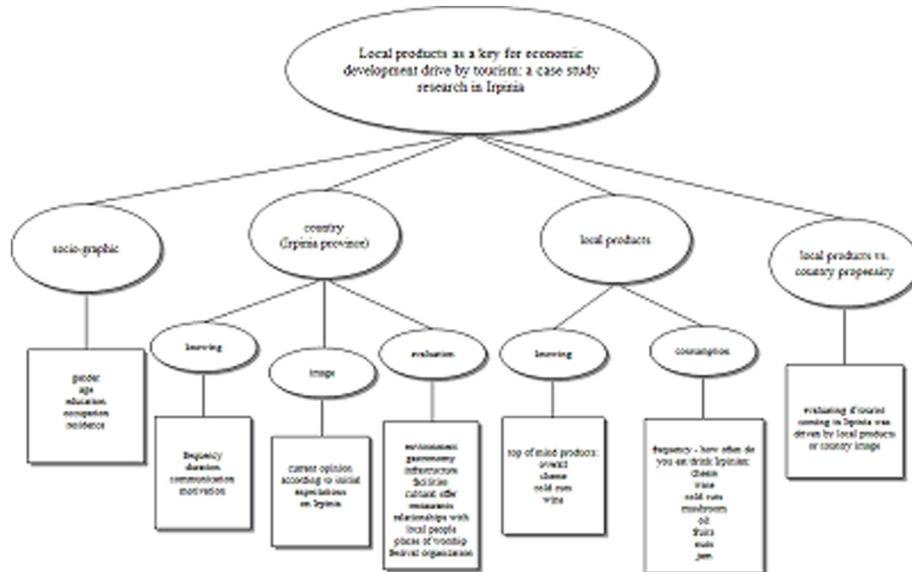 Local products as a key for economic
development drive by tourism: a case study
research in Irpinia
socio-graphic
country
(Irpinia province)
local products
local products vs.
country propensity
knowing
image
evaluation
knowing
consumption
gender
age
education
occupation
residence
frequency
duration
communication
motivation
current opinion
according to initial
expectations
on Irpinia
environment
gastronomy
infrastructure
facilities
cultural offer
restaurants
relationships with
local people
places of worship
festival organization
top of mind products:
overall
cheese
cold cuts
wine
frequency - how often do
you eat/drink Irpinian:
cheese
wine
cold cuts
mushroom
oil
fruits
nuts
jam
evaluating if tourist
coming in Irpinia was
driven by local products
or country image